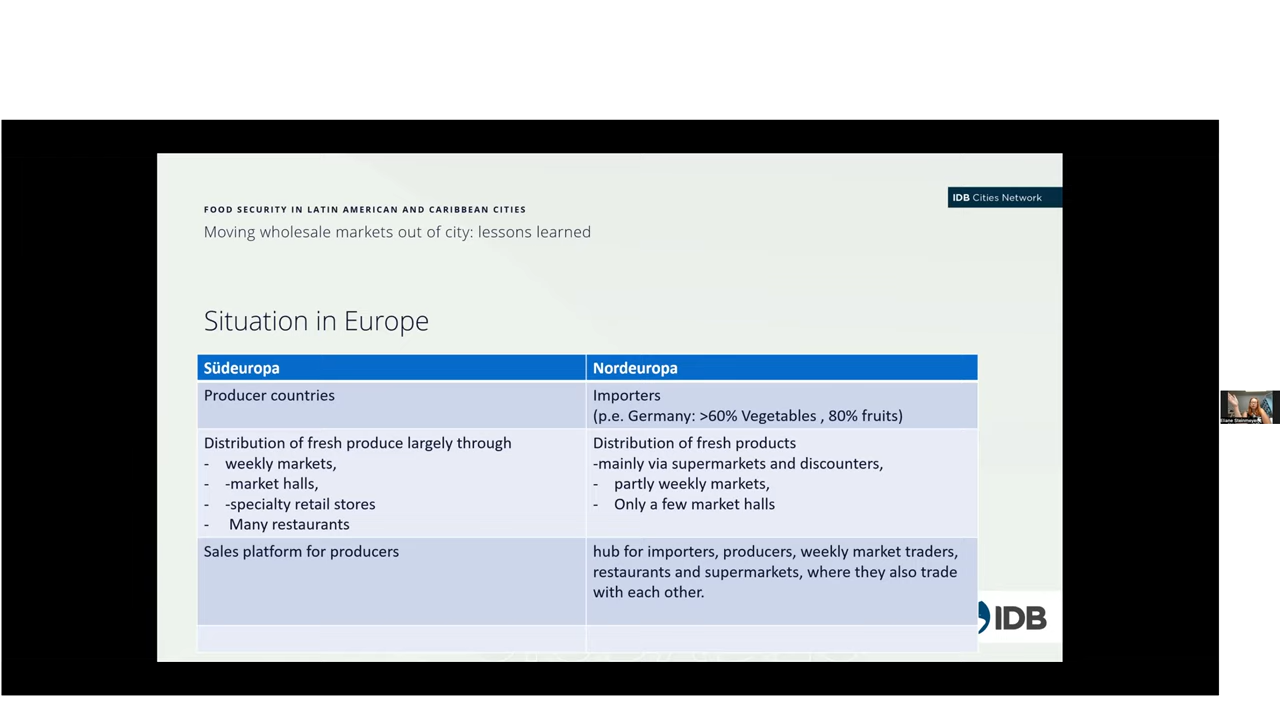 FOOD SECURITY IN LATIN AMERICAN AND CARIBBEAN CITIES
IDB Cities Network
Moving wholesale markets out of city: lessons learned
Situation in Europe
Südeuropa
Nordeuropa
Producer countries
Importers
(p.e. Germany: >60% Vegetables , 80% fruits)
Distribution of fresh produce largely through
- weekly markets,
- -market halls,
- -specialty retail stores
- Many restaurants
Distribution of fresh products
-mainly via supermarkets and discounters,
- partly weekly markets,
- Only a few market halls
Sales platform for producers
hub for importers, producers, weekly market traders,
restaurants and supermarkets, where they also trade
with each other.
IDB